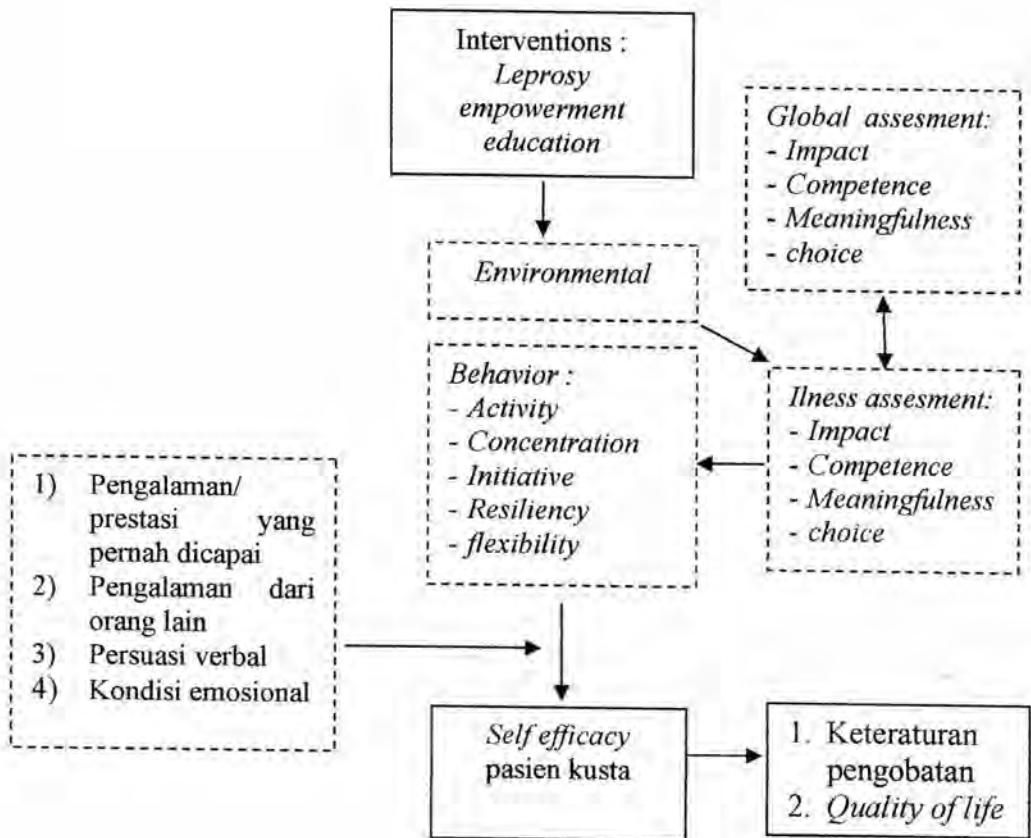 Interventions :
Leprosy
empowerment
education
Global assesment:
- Impact
- Competence
- Meaningfulness
- choice
Environmental
Behavior :
- Activity
- Concentration
- Initiative
- Resiliency
- flexibility
Ilness assesment:
- Impact
- Competence
- Meaningfulness
- choice
1) Pengalaman/
prestasi yang
pernah dicapai
2) Pengalaman dari
orang lain
3) Persuasi verbal
4) Kondisi emosional
Self efficacy
pasien kusta
1. Keteraturan
pengobatan
2. Quality of life